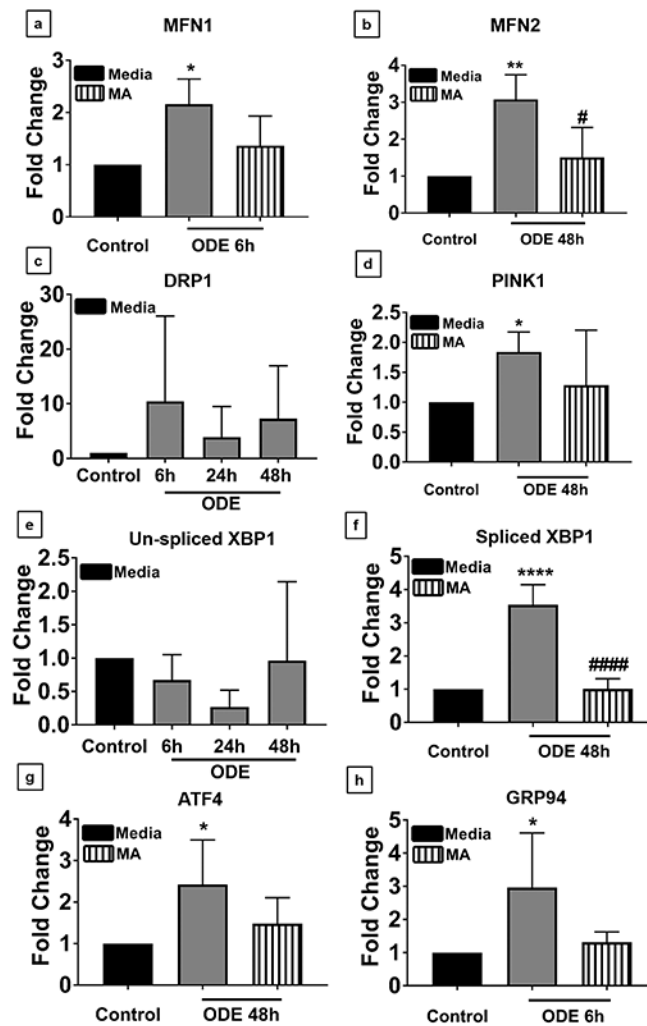 a
MFN1
Media
MA
*
Fold Change
3
2
1
0
Control
ODE 6h
b
MFN2
Media
MA
**
#
Fold Change
5
4
3
2
1
0
Control
ODE 48h
c
DRP1
Media
Fold Change
30
20
10
0
Control
6h
24h
48h
ODE
d
PINK1
Media
MA
*
Fold Change
2.5
2.0
1.5
1.0
0.5
0.0
Control
ODE 48h
e
Un-spliced XBP1
Media
Fold Change
2.5
2.0
1.5
1.0
0.5
0.0
Control
6h
24h
48h
ODE
f
Spliced XBP1
Media
MA
****
####
Fold Change
5
4
3
2
1
0
Control
ODE 48h
g
ATF4
Media
MA
*
Fold Change
4
3
2
1
0
Control
ODE 48h
h
GRP94
Media
MA
*
Fold Change
5
4
3
2
1
0
Control
ODE 6h